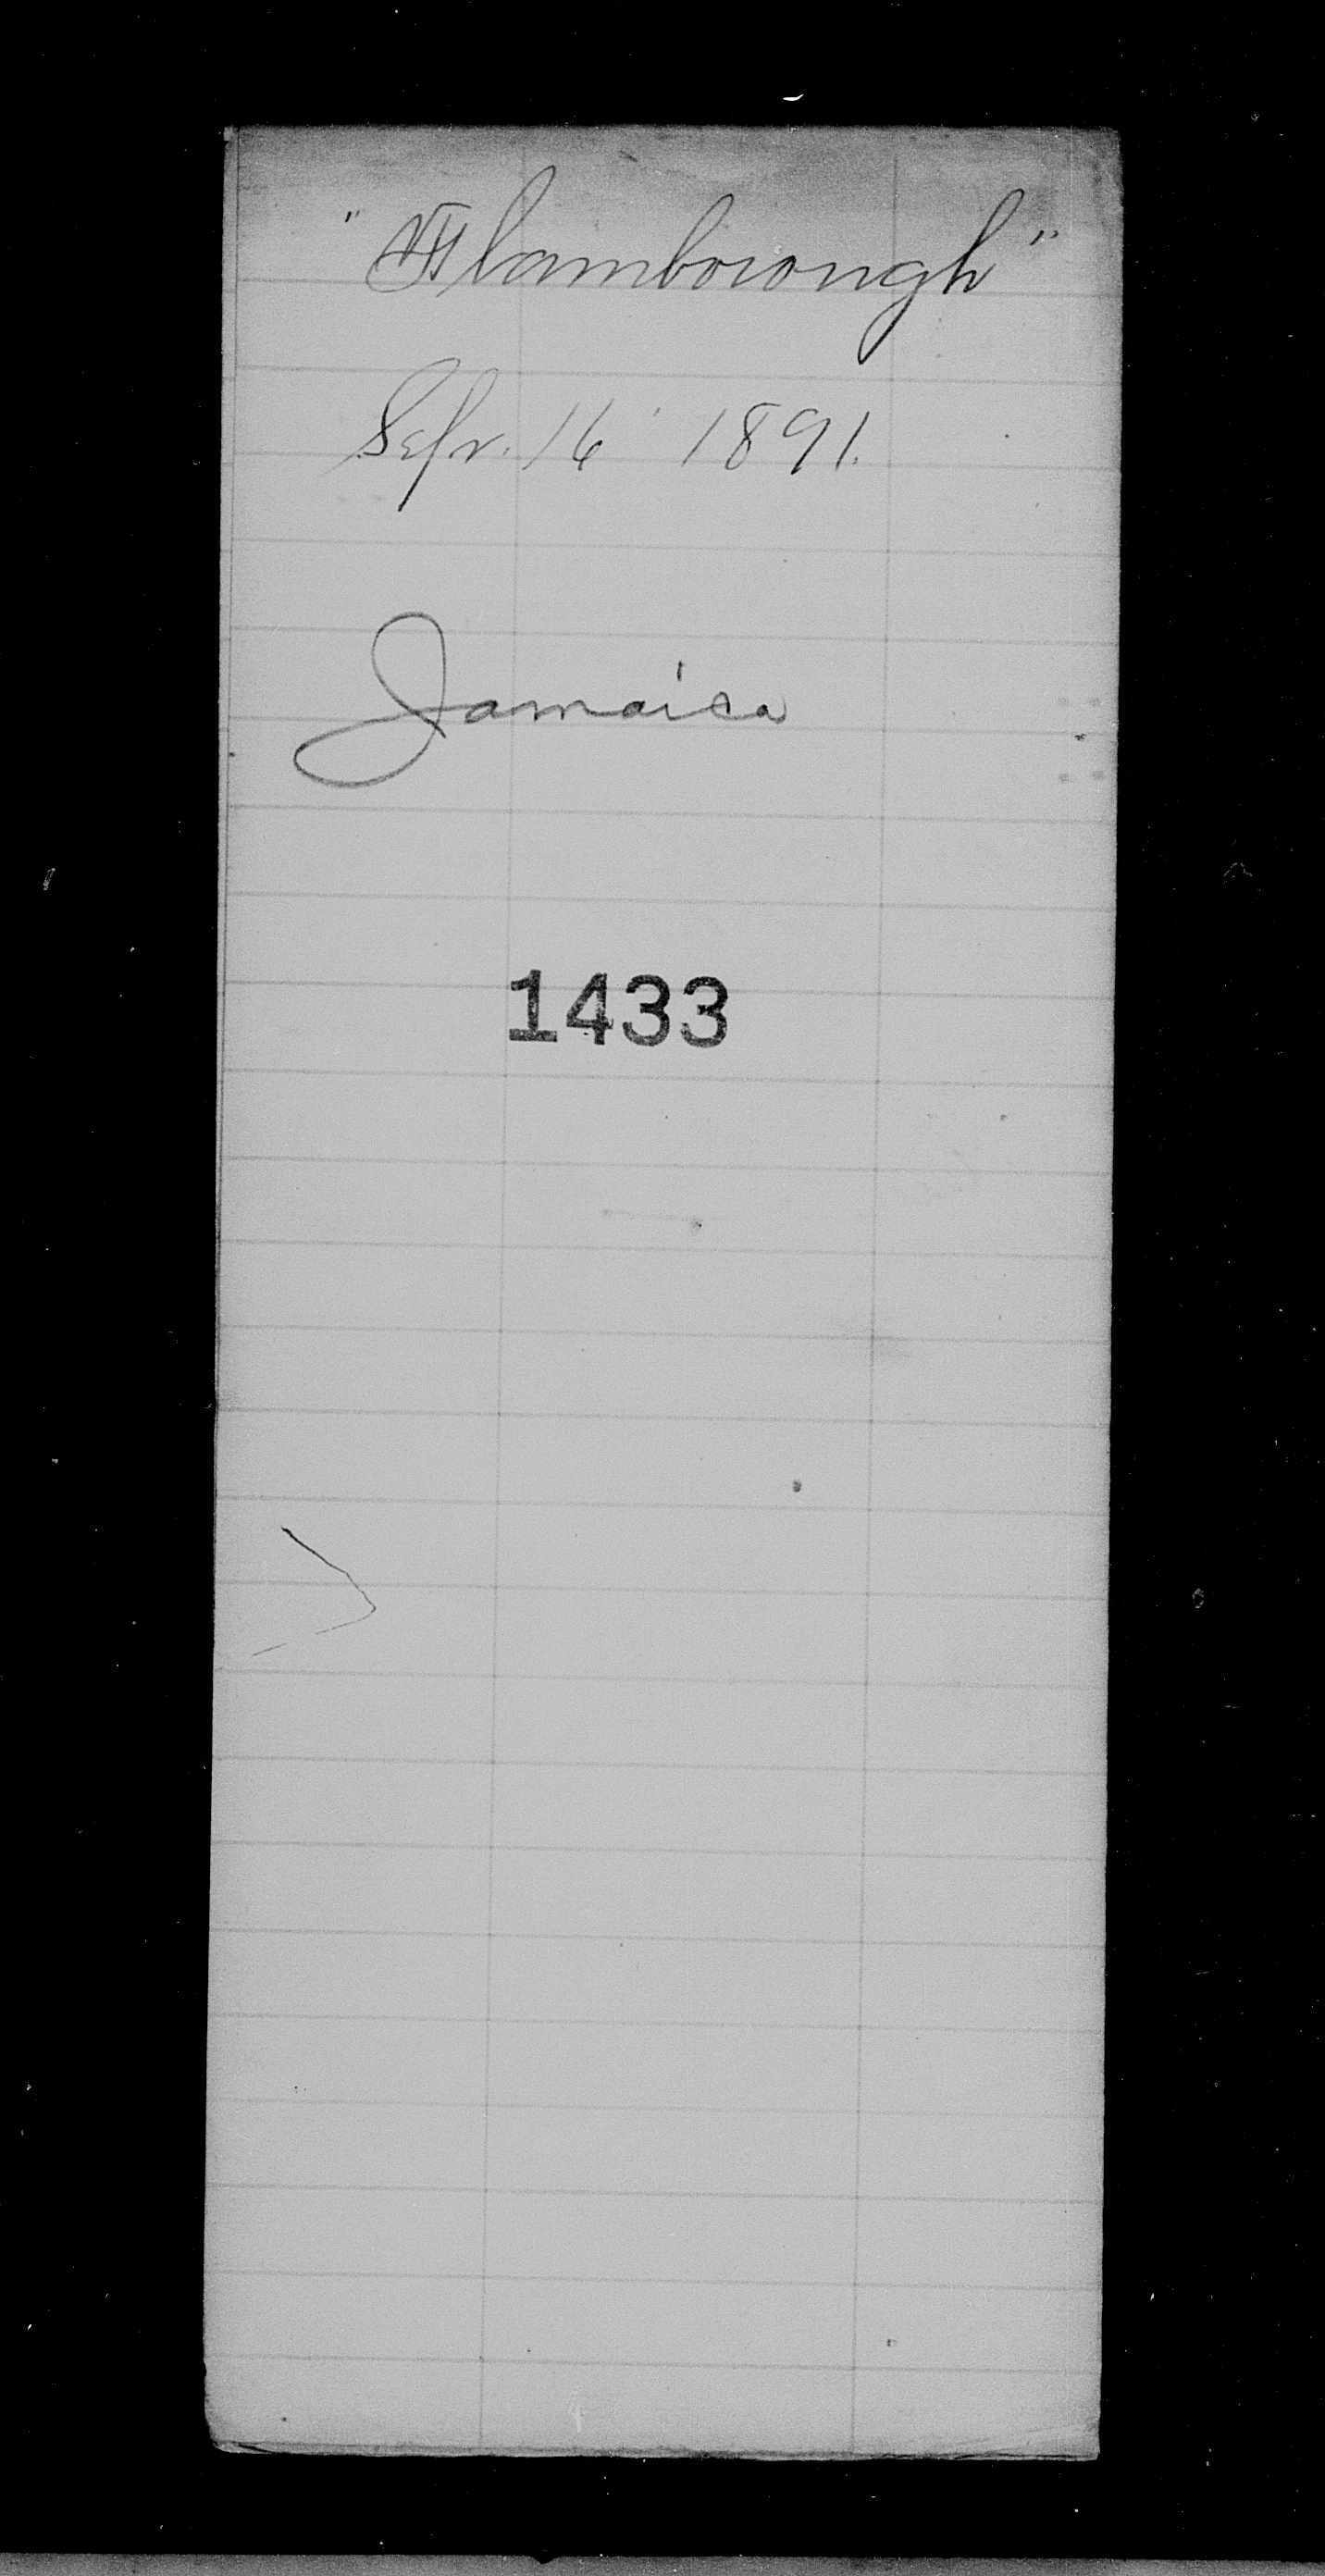 "Flamborough"
Sep. 16 1891.
Jamaica
1433